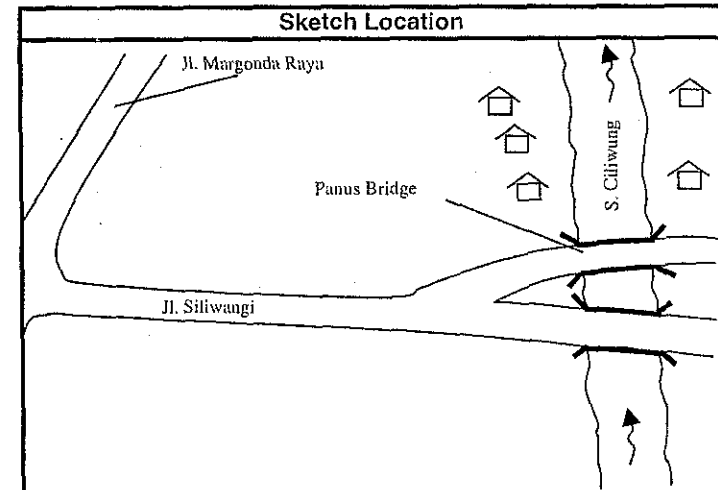 Sketch Location
Jl. Margonda Raya
S. Ciliwung
Panus Bridge
Jl. Siliwangi